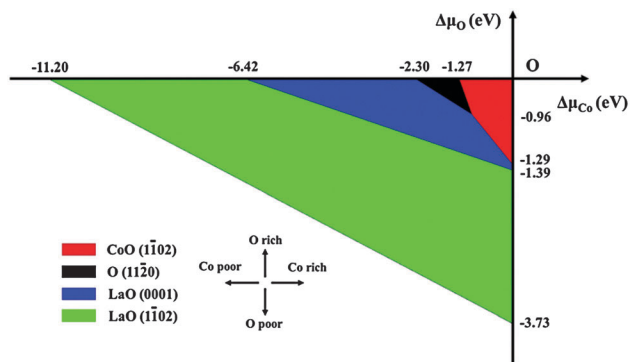 Δμ_O (eV)
-11.20 -6.42 -2.30 -1.27 O
Δμ_Co (eV)
-0.96
-1.29
-1.39
CoO (11̄02)
O (112̄0)
LaO (0001)
LaO (11̄02)
O rich
Co poor Co rich
O poor
-3.73